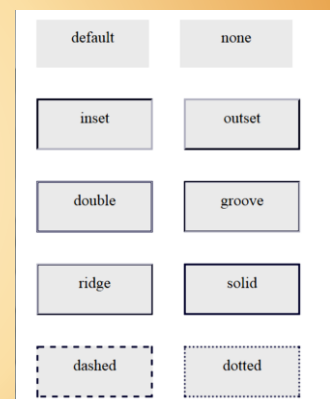 default none
inset outset
double groove
ridge solid
dashed dotted